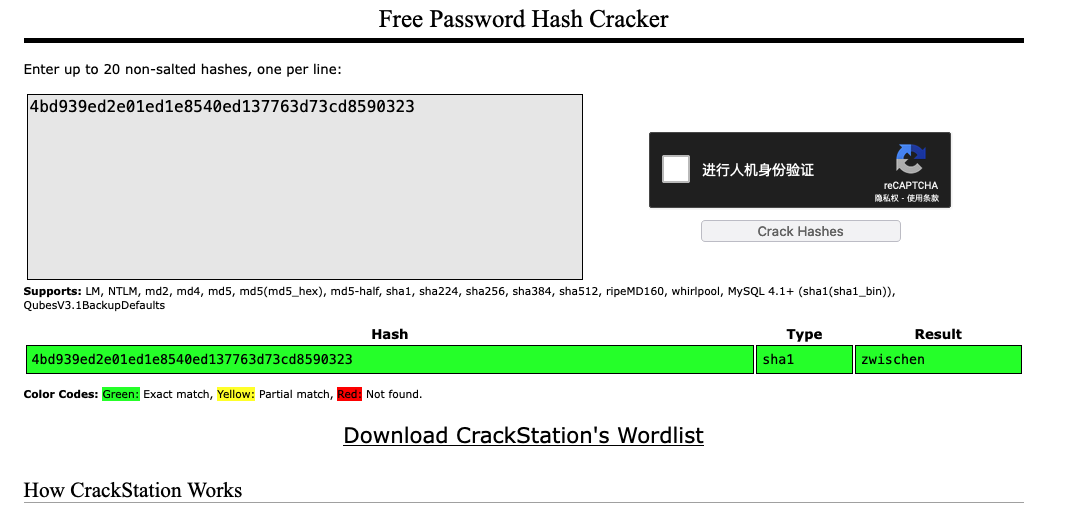 Free Password Hash Cracker
Enter up to 20 non-salted hashes, one per line:
4bd939ed2e01ed1e8540ed137763d73cd8590323
进行人机身份验证
reCAPTCHA
隐私权 - 使用条款
Crack Hashes
Supports: LM, NTLM, md2, md4, md5, md5(md5_hex), md5-half, sha1, sha224, sha256, sha384, sha512, ripeMD160, whirlpool, MySQL 4.1+ (sha1(sha1_bin)),
QubesV3.1BackupDefaults
Hash Type Result
4bd939ed2e01ed1e8540ed137763d73cd8590323 sha1 zwischen
Color Codes: Green: Exact match, Yellow: Partial match, Red: Not found.
Download CrackStation's Wordlist
How CrackStation Works